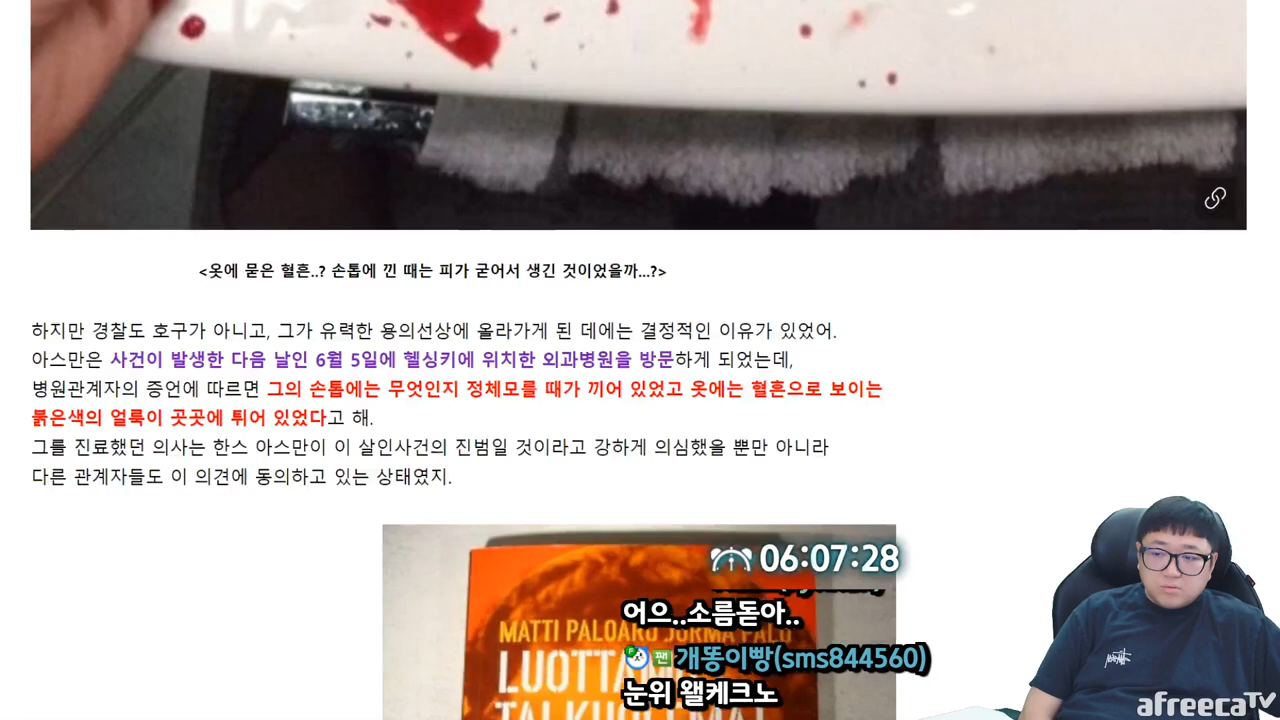 <옷에 묻은 혈흔..? 손톱에 낀 때는 피가 굳어서 생긴 것이었을까...?>
하지만 경찰도 호구가 아니고, 그가 유력한 용의선상에 올라가게 된 데에는 결정적인 이유가 있었어.
아스만은 사건이 발생한 다음 날인 6월 5일에 헬싱키에 위치한 외과병원을 방문하게 되었는데,
병원관계자의 증언에 따르면 그의 손톱에는 무엇인지 정체모를 때가 끼어 있었고 옷에는 혈흔으로 보이는
붉은색의 얼룩이 곳곳에 튀어 있었다고 해.
그를 진료했던 의사는 한스 아스만이 이 살인사건의 진범일 것이라고 강하게 의심했을 뿐만 아니라
다른 관계자들도 이 의견에 동의하고 있는 상태였지.
06:07:28
어으..소름돋아..
MATTI PALOARO JORMA PALO
F 팬 개똥이빵(sms844560)
눈위 왤케크노
afreecaTV